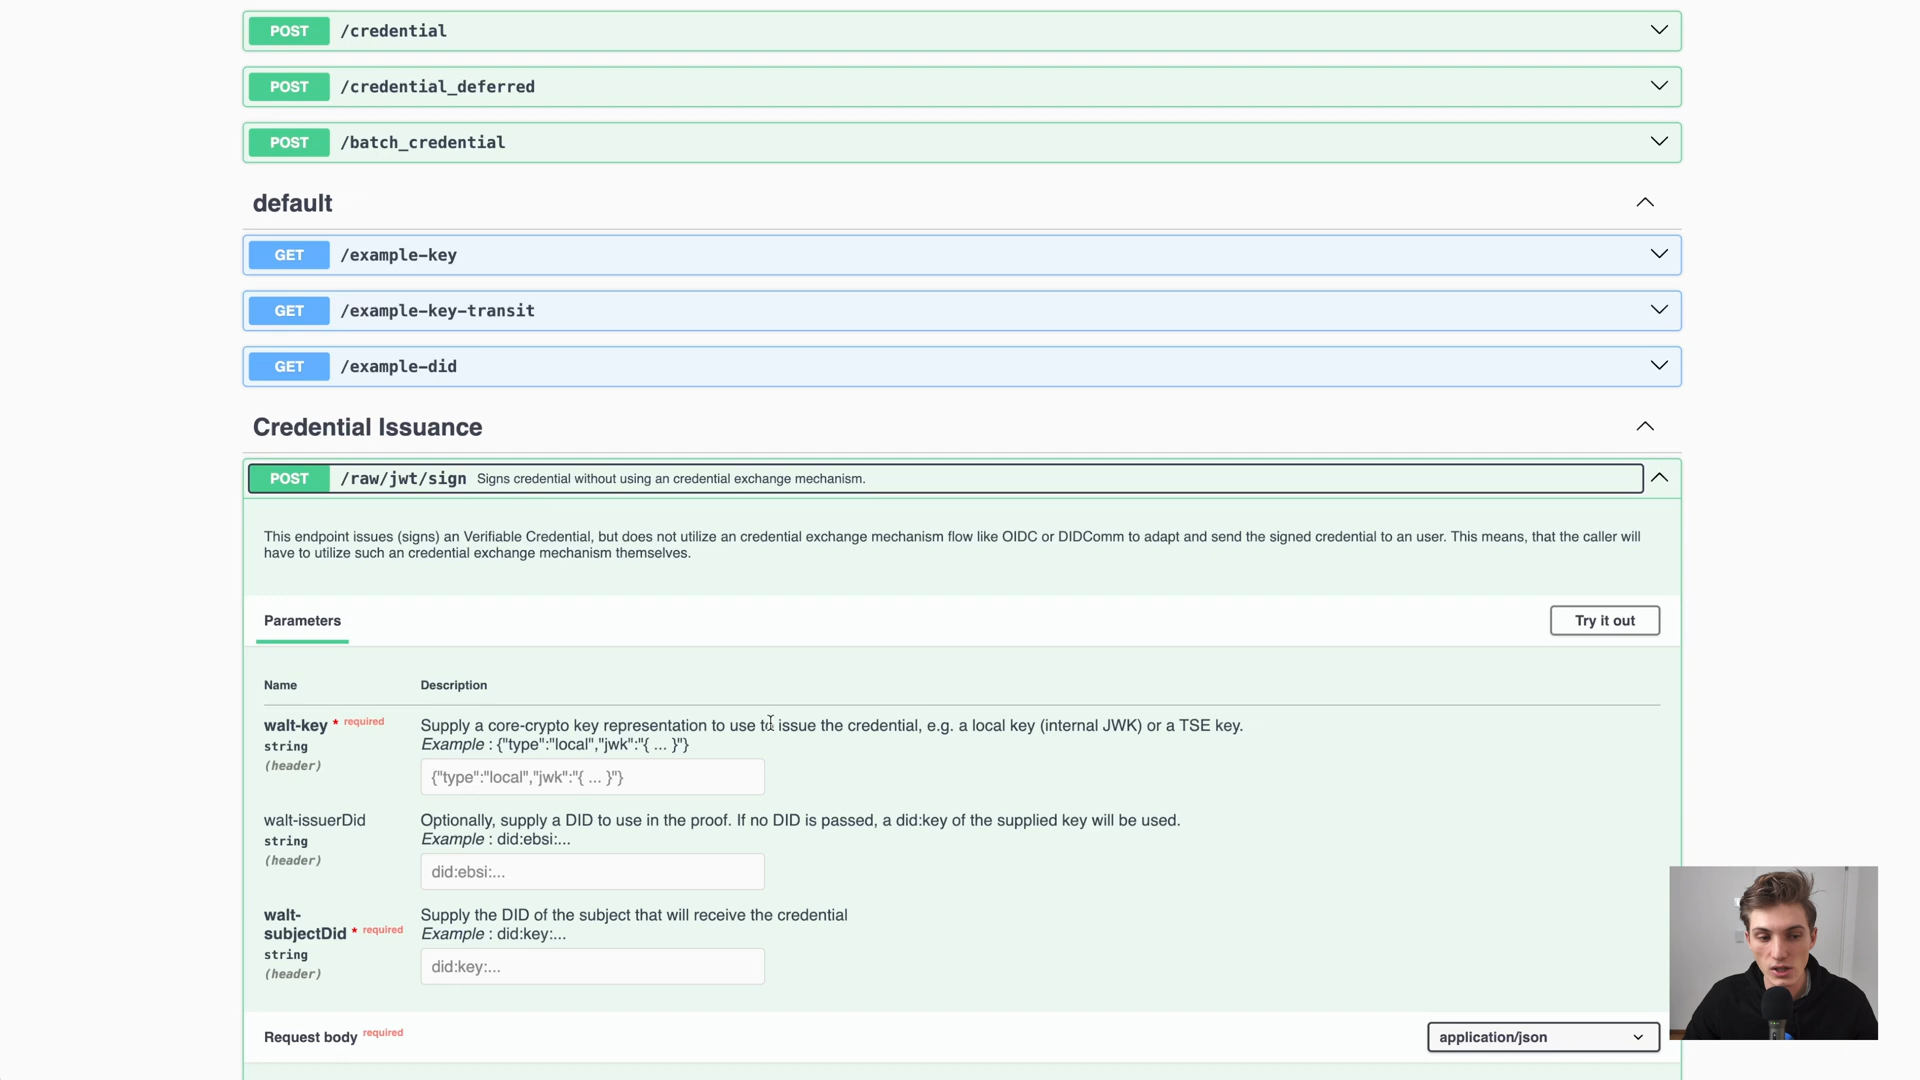 POST /credential
POST /credential_deferred
POST /batch_credential
default
GET /example-key
GET /example-key-transit
GET /example-did
Credential Issuance
POST /raw/jwt/sign Signs credential without using an credential exchange mechanism.
This endpoint issues (signs) an Verifiable Credential, but does not utilize an credential exchange mechanism flow like OIDC or DIDComm to adapt and send the signed credential to an user. This means, that the caller will
have to utilize such an credential exchange mechanism themselves.
Parameters Try it out
Name Description
walt-key * required Supply a core-crypto key representation to use to issue the credential, e.g. a local key (internal JWK) or a TSE key.
string Example : {"type":"local","jwk":"{ ... }"}
(header) {"type":"local","jwk":"{ ... }"}
walt-issuerDid Optionally, supply a DID to use in the proof. If no DID is passed, a did:key of the supplied key will be used.
string Example : did:ebsi:...
(header) did:ebsi:...
walt- Supply the DID of the subject that will receive the credential
subjectDid * required Example : did:key:...
string did:key:...
(header)
Request body required application/json